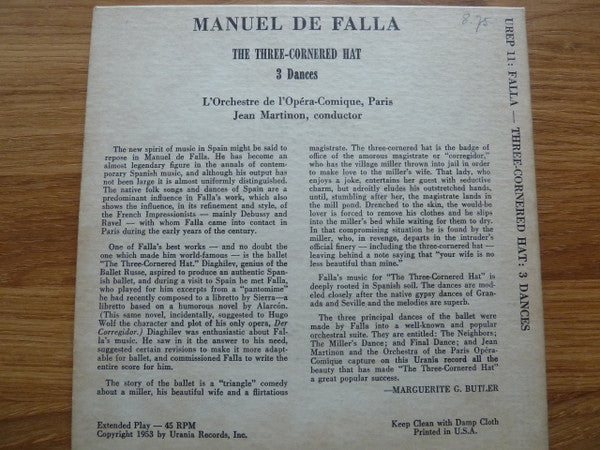 MANUEL DE FALLA
8.75
THE THREE-CORNERED HAT
3 Dances
L'Orchestre de l'Opéra-Comique, Paris
Jean Martinon, conductor
The new spirit of music in Spain might be said to
repose in Manuel de Falla. He has become an
almost legendary figure in the annals of contem-
porary Spanish music, and although his output has
not been large it is almost uniformly distinguished.
The native folk songs and dances of Spain are a
predominant influence in Falla's work, which also
shows the influence, in its refinement and style, of
the French Impressionists — mainly Debussy and
Ravel — with whom Falla came into contact in
Paris during the early years of the century.
One of Falla's best works — and no doubt the
one which made him world-famous — is the ballet
"The Three-Cornered Hat." Diaghilev, genius of the
Ballet Russe, aspired to produce an authentic Span-
ish ballet, and during a visit to Spain he met Falla,
who played for him excerpts from a "pantomime"
he had recently composed to a libretto by Sierra—a
libretto based on a humorous novel by Alarcón.
(This same novel, incidentally, suggested to Hugo
Wolf the character and plot of his only opera, Der
Corregidor.) Diaghilev was enthusiastic about Fal-
la's music. He saw in it the answer to his need,
suggested certain revisions to make it more adapt-
able for ballet, and commissioned Falla to write the
entire score for him.
The story of the ballet is a "triangle" comedy
about a miller, his beautiful wife and a flirtatious
magistrate. The three-cornered hat is the badge of
office of the amorous magistrate or "corregidor,"
who has the village miller thrown into jail in order
to make love to the miller's wife. That lady, who
enjoys a joke, entertains her guest with seductive
charm, but adroitly eludes his outstretched hands,
until, stumbling after her, the magistrate lands in
the mill pond. Drenched to the skin, the would-be
lover is forced to remove his clothes and he slips
into the miller's bed while waiting for them to dry.
In that compromising situation he is found by the
miller, who, in revenge, departs in the intruder's
official finery — including the three-cornered hat —
leaving behind a note saying that "your wife is no
less beautiful than mine."
Falla's music for "The Three-Cornered Hat" is
deeply rooted in Spanish soil. The dances are mo-
deled closely after the native gypsy dances of Gran-
ada and Seville and the melodies are superb.
The three principal dances of the ballet were
made by Falla into a well-known and popular
orchestral suite. They are entitled: The Neighbors;
The Miller's Dance; and Final Dance; and Jean
Martinon and the Orchestra of the Paris Opéra-
Comique capture on this Urania record all the
beauty that has made "The Three-Cornered Hat"
a great popular success.
—MARGUERITE G. BUTLER
Extended Play — 45 RPM
Copyright 1953 by Urania Records, Inc.
Keep Clean with Damp Cloth
Printed in U.S.A.
UREP 11: FALLA — THREE-CORNERED HAT: 3 DANCES